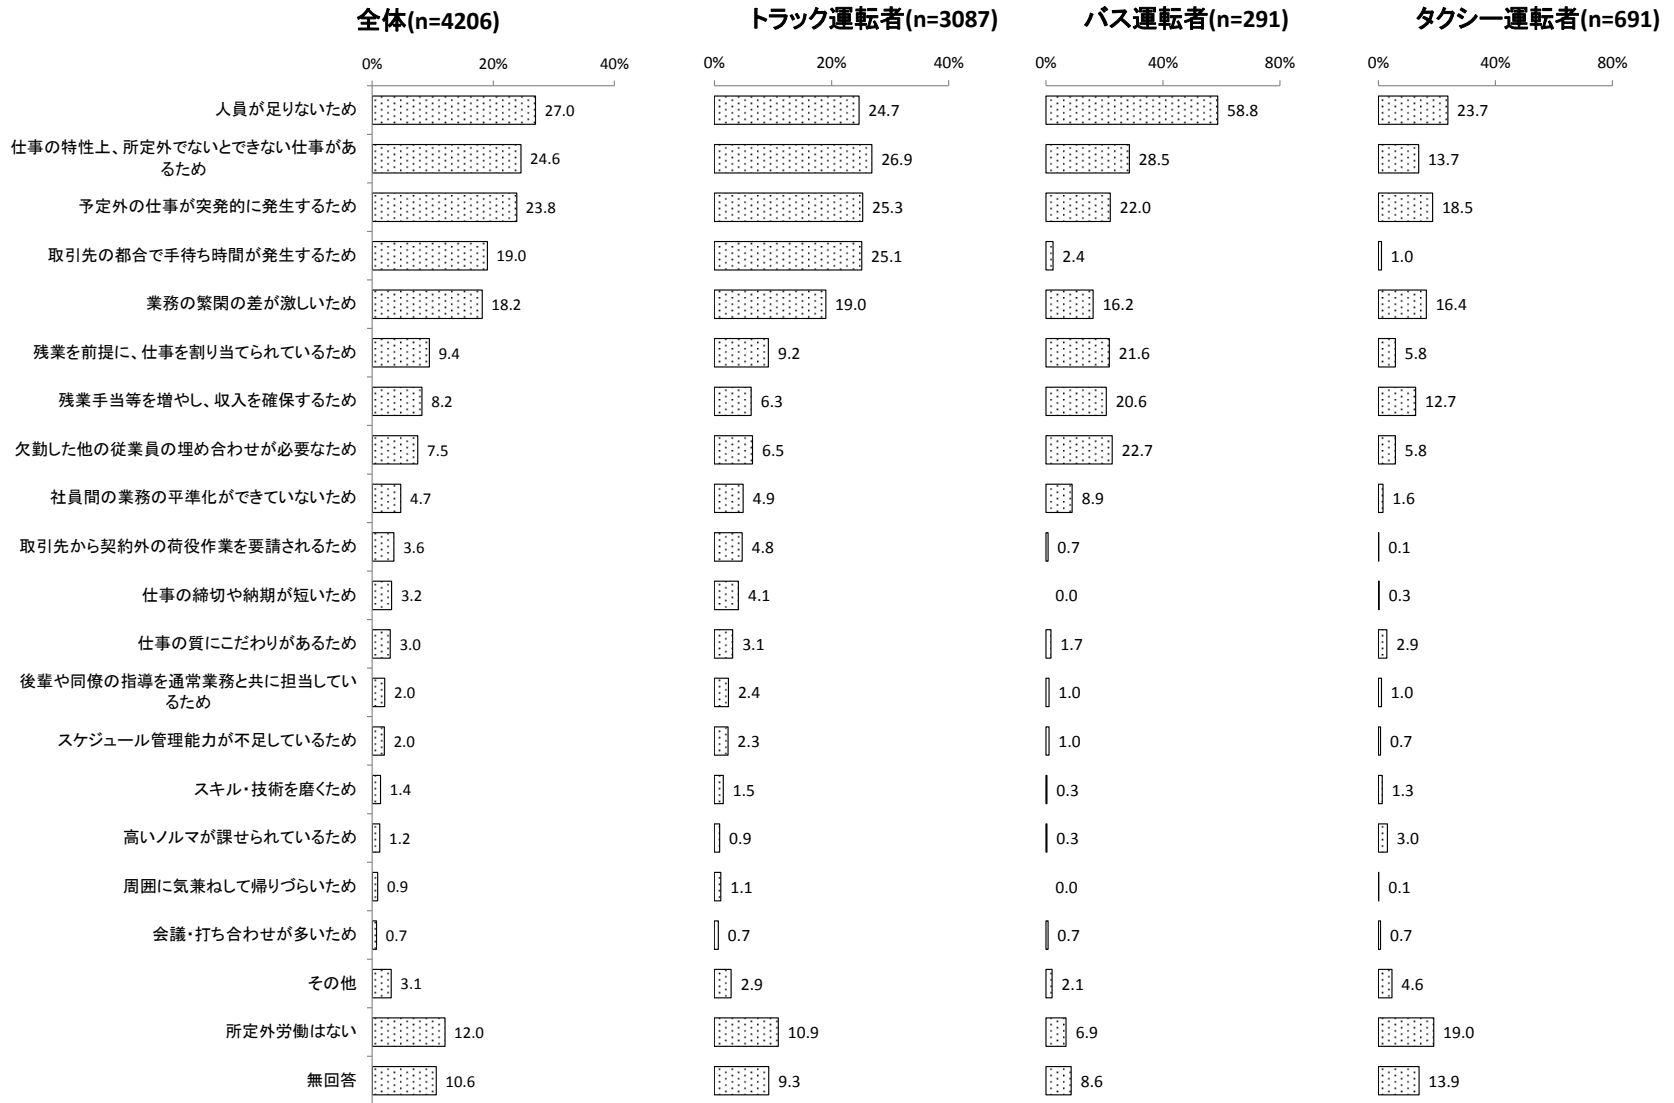 全体(n=4206) トラック運転者(n=3087) バス運転者(n=291) タクシー運転者(n=691)
0% 20% 40% 0% 20% 40% 0% 40% 80% 0% 40% 80%
人員が足りないため 27.0 24.7 58.8 23.7
仕事の特性上、所定外でないとできない仕事があ
るため 24.6 26.9 28.5 13.7
予定外の仕事が突発的に発生するため 23.8 25.3 22.0 18.5
取引先の都合で手待ち時間が発生するため 19.0 25.1 2.4 1.0
業務の繁閑の差が激しいため 18.2 19.0 16.2 16.4
残業を前提に、仕事を割り当てられているため 9.4 9.2 21.6 5.8
残業手当等を増やし、収入を確保するため 8.2 6.3 20.6 12.7
欠勤した他の従業員の埋め合わせが必要なため 7.5 6.5 22.7 5.8
社員間の業務の平準化ができていないため 4.7 4.9 8.9 1.6
取引先から契約外の荷役作業を要請されるため 3.6 4.8 0.7 0.1
仕事の締切や納期が短いため 3.2 4.1 0.0 0.3
仕事の質にこだわりがあるため 3.0 3.1 1.7 2.9
後輩や同僚の指導を通常業務と共に担当してい
るため 2.0 2.4 1.0 1.0
スケジュール管理能力が不足しているため 2.0 2.3 1.0 0.7
スキル・技術を磨くため 1.4 1.5 0.3 1.3
高いノルマが課せられているため 1.2 0.9 0.3 3.0
周囲に気兼ねして帰りづらいため 0.9 1.1 0.0 0.1
会議・打ち合わせが多いため 0.7 0.7 0.7 0.7
その他 3.1 2.9 2.1 4.6
所定外労働はない 12.0 10.9 6.9 19.0
無回答 10.6 9.3 8.6 13.9